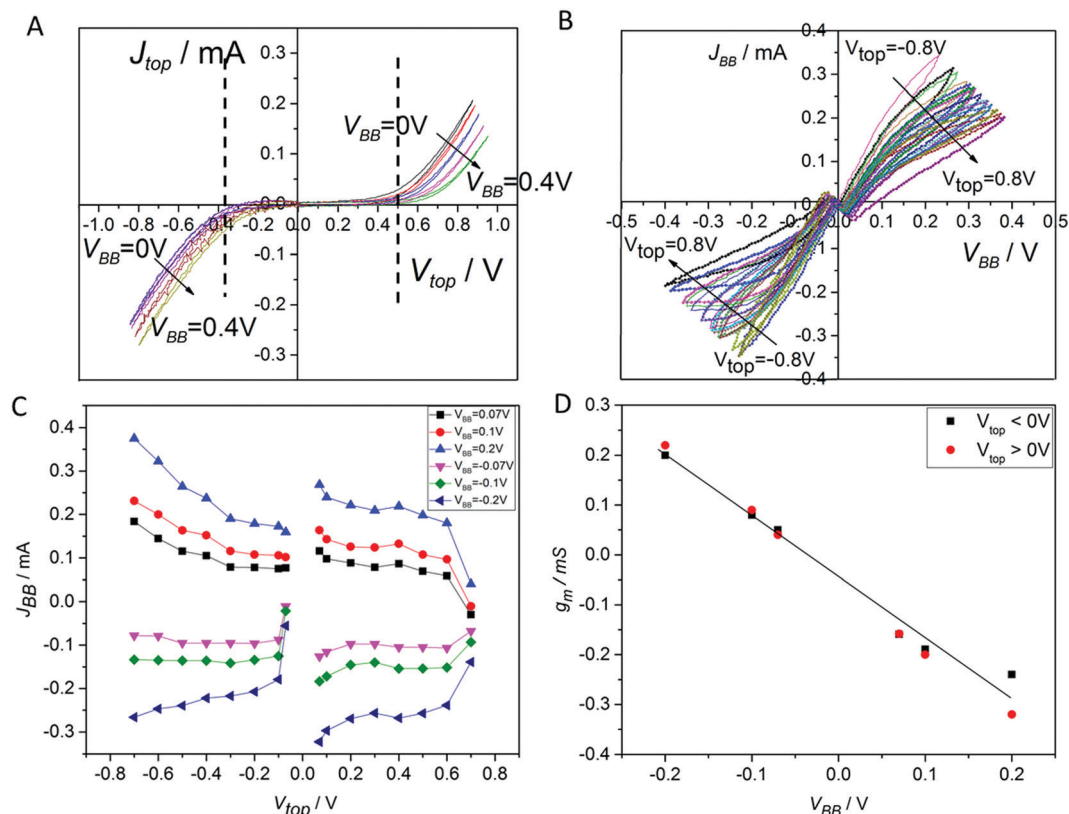 A
J_top / mA
0.3
0.2
0.1
0.0
-0.1
-0.2
-0.3
V_BB=0V
V_BB=0.4V
-1.0 -0.8 -0.6 -0.4 -0.2 0.0 0.2 0.4 0.6 0.8 1.0
V_BB=0V
V_BB=0.4V
V_top / V
B
J_BB / mA
0.4
0.3
0.2
0.1
0.0
-0.2
-0.3
-0.4
V_top=-0.8V
V_top=0.8V
-0.5 -0.4 -0.3 -0.2 -0.1 0.0 0.1 0.2 0.3 0.4 0.5
V_top=0.8V
V_top=-0.8V
V_BB / V
C
V_BB=0.07V
V_BB=0.1V
V_BB=0.2V
V_BB=-0.07V
V_BB=-0.1V
V_BB=-0.2V
0.4
0.3
0.2
0.1
0.0
-0.1
-0.2
-0.3
J_BB / mA
-0.8 -0.6 -0.4 -0.2 0.0 0.2 0.4 0.6 0.8
V_top / V
D
V_top < 0V
V_top > 0V
0.3
0.2
0.1
0.0
-0.1
-0.2
-0.3
-0.4
g_m / mS
-0.2 -0.1 0.0 0.1 0.2
V_BB / V